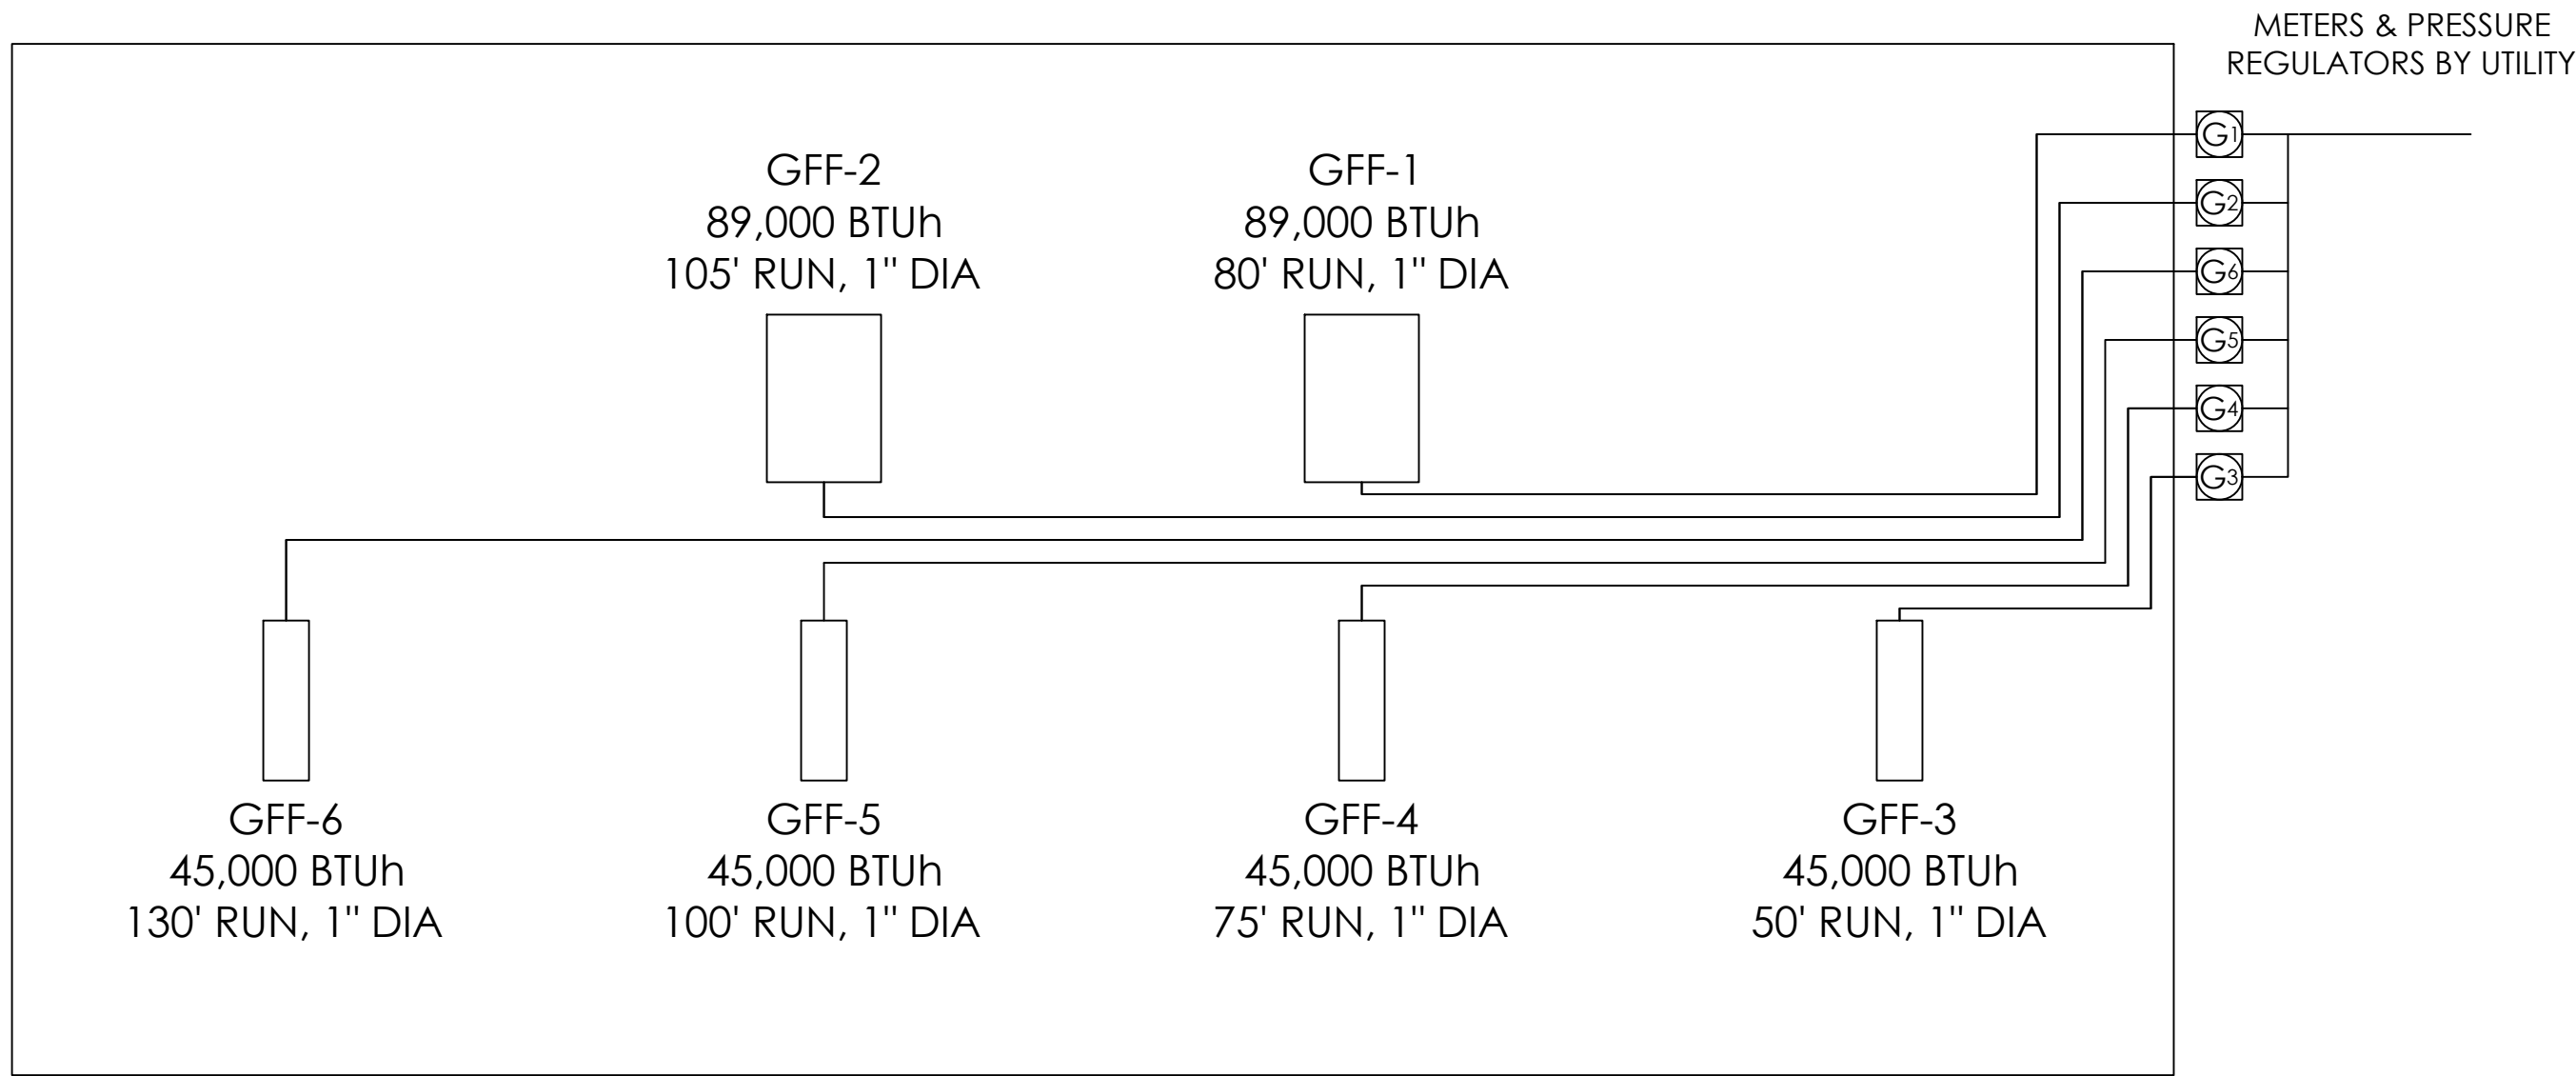 METERS & PRESSURE
REGULATORS BY UTILITY
GFF-2
89,000 BTUh
105' RUN, 1" DIA
GFF-1
89,000 BTUh
80' RUN, 1" DIA
G1
G2
G6
G5
G4
G3
GFF-6
45,000 BTUh
130' RUN, 1" DIA
GFF-5
45,000 BTUh
100' RUN, 1" DIA
GFF-4
45,000 BTUh
75' RUN, 1" DIA
GFF-3
45,000 BTUh
50' RUN, 1" DIA